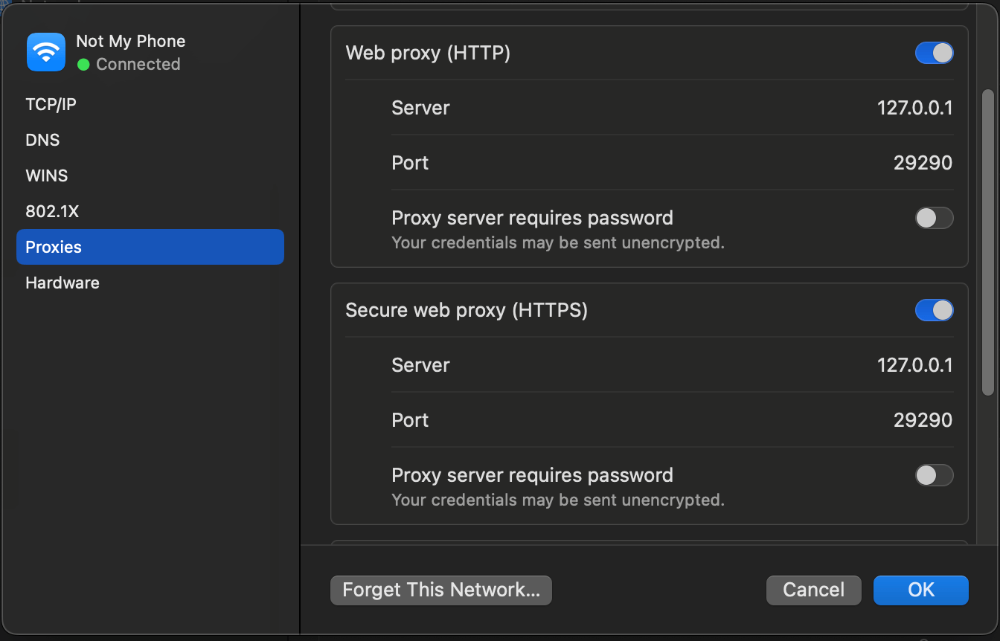 Not My Phone
Connected
TCP/IP
DNS
WINS
802.1X
Proxies
Hardware
Web proxy (HTTP)
Server 127.0.0.1
Port 29290
Proxy server requires password
Your credentials may be sent unencrypted.
Secure web proxy (HTTPS)
Server 127.0.0.1
Port 29290
Proxy server requires password
Your credentials may be sent unencrypted.
Forget This Network... Cancel OK